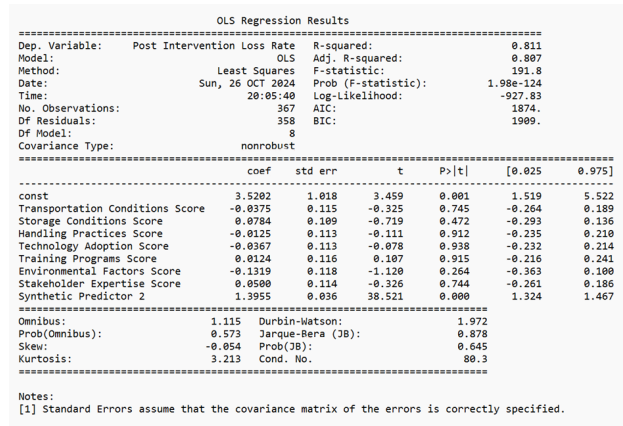 OLS Regression Results
==============================================================================
Dep. Variable: Post Intervention Loss Rate R-squared: 0.811
Model: OLS Adj. R-squared: 0.807
Method: Least Squares F-statistic: 191.8
Date: Sun, 26 OCT 2024 Prob (F-statistic): 1.98e-124
Time: 20:05:40 Log-Likelihood: -927.83
No. Observations: 367 AIC: 1874.
Df Residuals: 358 BIC: 1909.
Df Model: 8
Covariance Type: nonrobust
==============================================================================
coef std err t P>|t| [0.025 0.975]
------------------------------------------------------------------------------
const 3.5202 1.018 3.459 0.001 1.519 5.522
Transportation Conditions Score -0.0375 0.115 -0.325 0.745 -0.264 0.189
Storage Conditions Score 0.0784 0.109 -0.719 0.472 -0.293 0.136
Handling Practices Score -0.0125 0.113 -0.111 0.912 -0.235 0.210
Technology Adoption Score -0.0367 0.113 -0.078 0.938 -0.232 0.214
Training Programs Score 0.0124 0.116 0.107 0.915 -0.216 0.241
Environmental Factors Score -0.1319 0.118 -1.120 0.264 -0.363 0.100
Stakeholder Expertise Score 0.0500 0.114 -0.326 0.744 -0.261 0.186
Synthetic Predictor 2 1.3955 0.036 38.521 0.000 1.324 1.467
==============================================================================
Omnibus: 1.115 Durbin-Watson: 1.972
Prob(Omnibus): 0.573 Jarque-Bera (JB): 0.878
Skew: -0.054 Prob(JB): 0.645
Kurtosis: 3.213 Cond. No. 80.3
==============================================================================
Notes:
[1] Standard Errors assume that the covariance matrix of the errors is correctly specified.